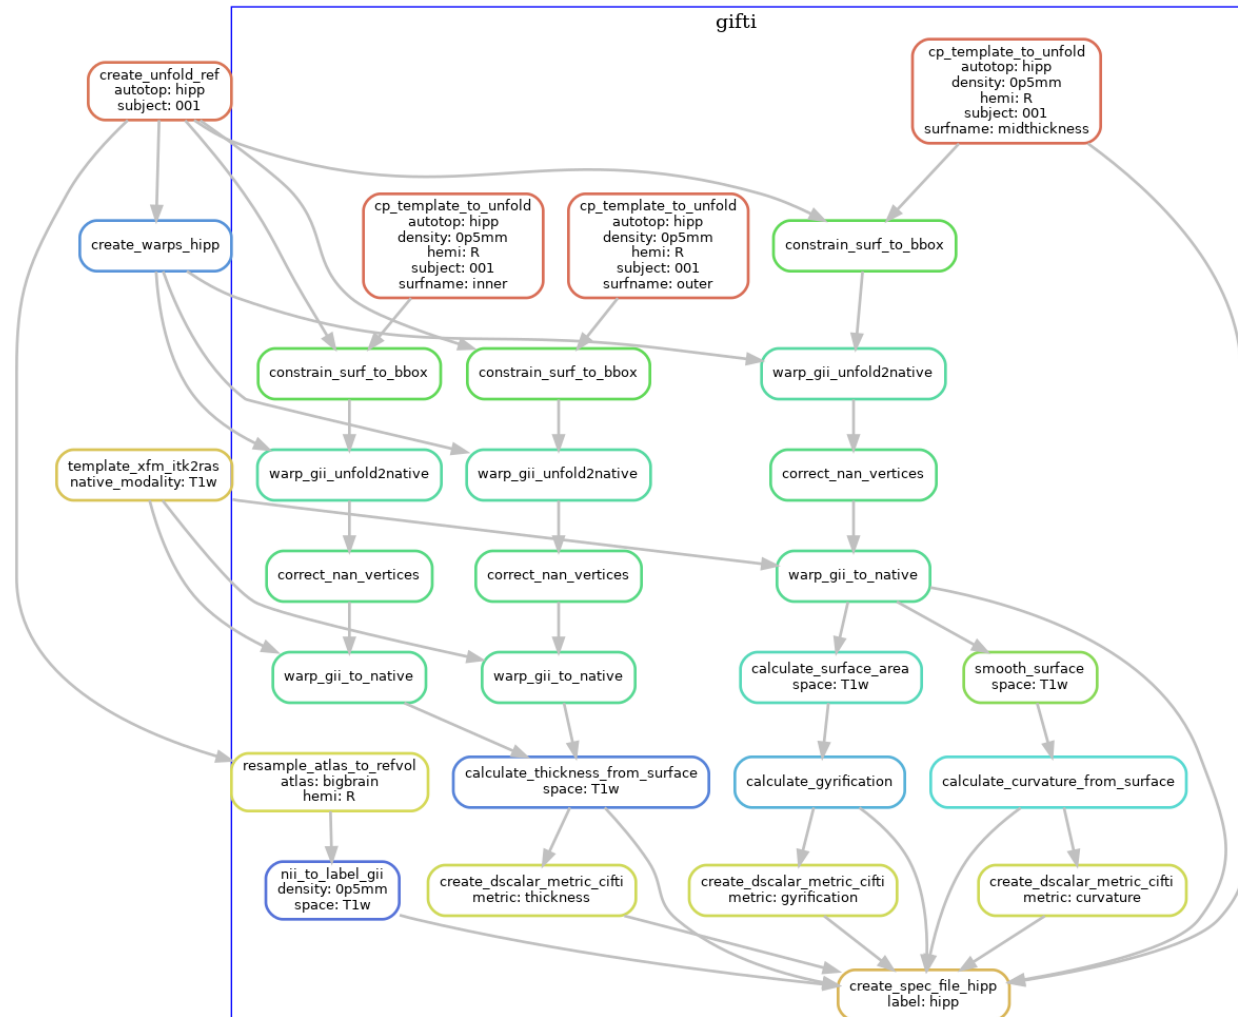 gifti
create_unfold_ref
autotop: hipp
subject: 001
cp_template_to_unfold
autotop: hipp
density: 0p5mm
hemi: R
subject: 001
surfname: midthickness
create_warps_hipp
cp_template_to_unfold
autotop: hipp
density: 0p5mm
hemi: R
subject: 001
surfname: inner
cp_template_to_unfold
autotop: hipp
density: 0p5mm
hemi: R
subject: 001
surfname: outer
constrain_surf_to_bbox
constrain_surf_to_bbox
constrain_surf_to_bbox
warp_gii_unfold2native
template_xfm_itk2ras
native_modality: T1w
warp_gii_unfold2native
warp_gii_unfold2native
correct_nan_vertices
correct_nan_vertices
correct_nan_vertices
warp_gii_to_native
warp_gii_to_native
warp_gii_to_native
calculate_surface_area
space: T1w
smooth_surface
space: T1w
resample_atlas_to_refvol
atlas: bigbrain
hemi: R
calculate_thickness_from_surface
space: T1w
calculate_gyrification
calculate_curvature_from_surface
nii_to_label_gii
density: 0p5mm
space: T1w
create_dscalar_metric_cifti
metric: thickness
create_dscalar_metric_cifti
metric: gyrification
create_dscalar_metric_cifti
metric: curvature
create_spec_file_hipp
label: hipp